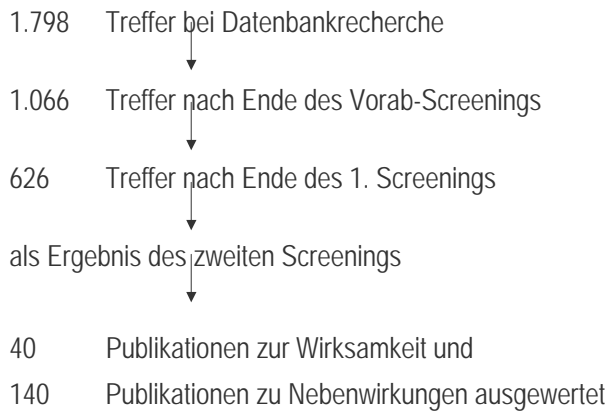 1.798 Treffer bei Datenbankrecherche
1.066 Treffer nach Ende des Vorab-Screenings
626 Treffer nach Ende des 1. Screenings
als Ergebnis des zweiten Screenings
40 Publikationen zur Wirksamkeit und
140 Publikationen zu Nebenwirkungen ausgewertet